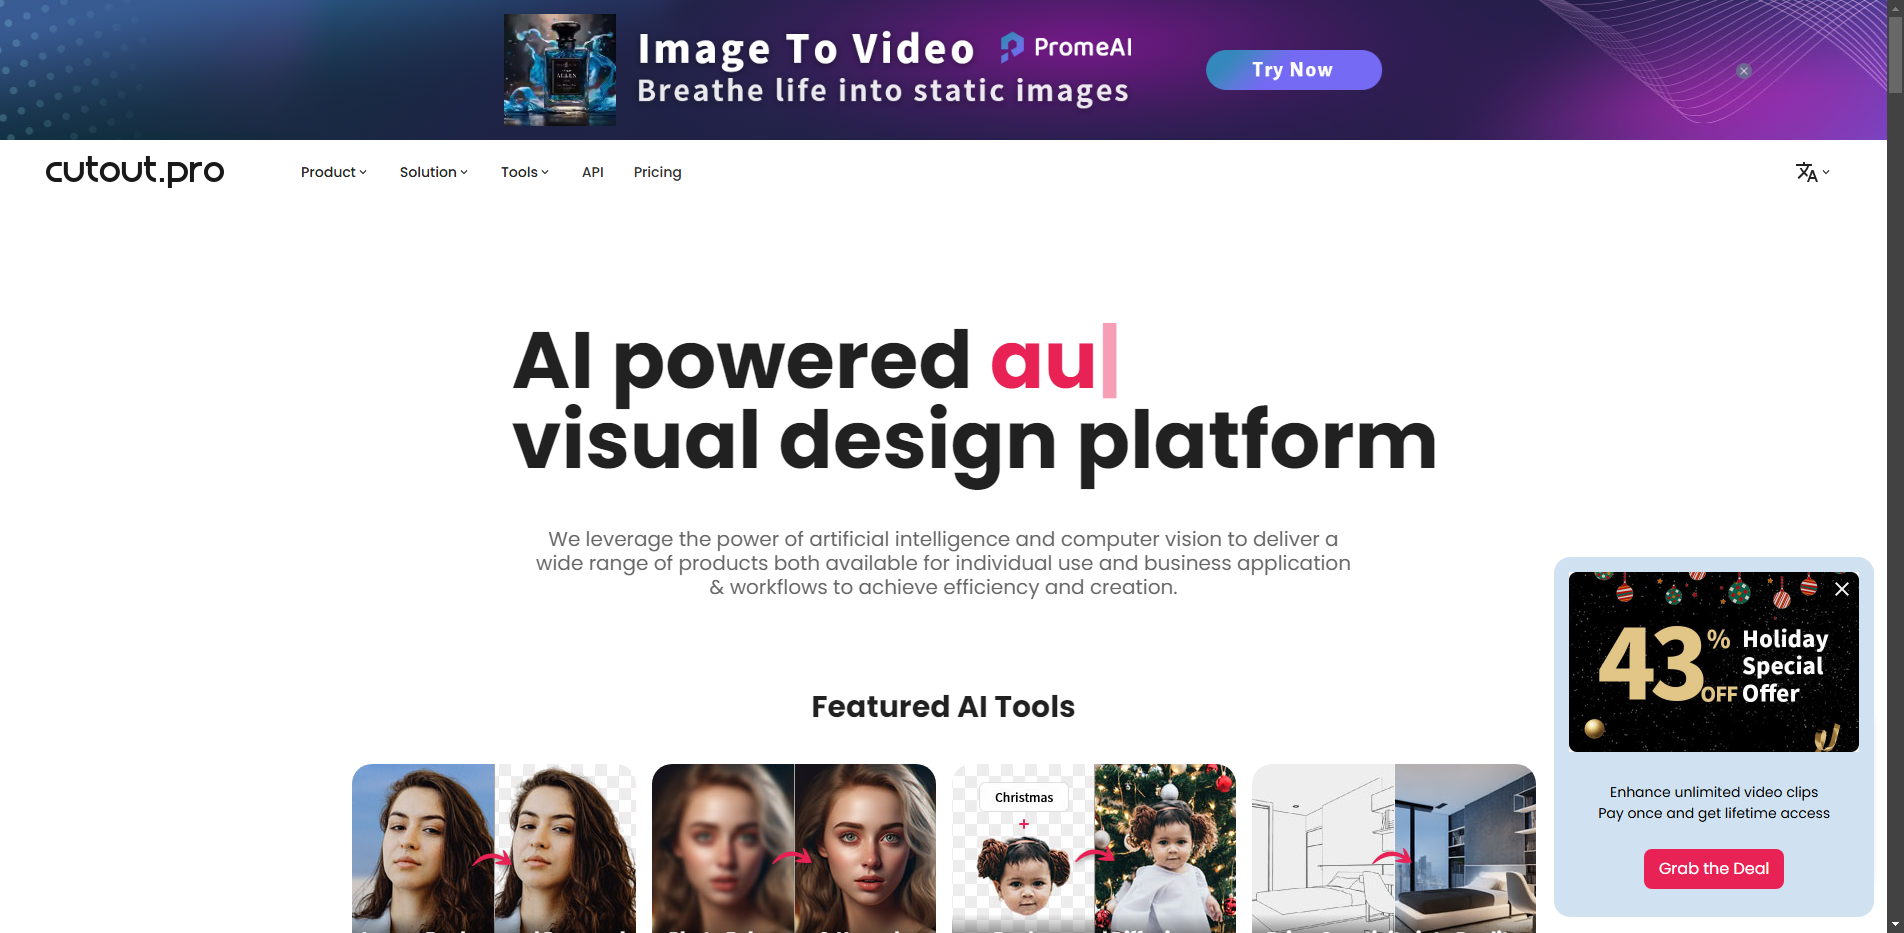 Image To Video PromeAI
Breathe life into static images
Try Now
cutout.pro
Product
Solution
Tools
API
Pricing
AI powered au
visual design platform
We leverage the power of artificial intelligence and computer vision to deliver a
wide range of products both available for individual use and business application
& workflows to achieve efficiency and creation.
Featured AI Tools
Christmas
+
43% OFF
Holiday
Special
Offer
Enhance unlimited video clips
Pay once and get lifetime access
Grab the Deal